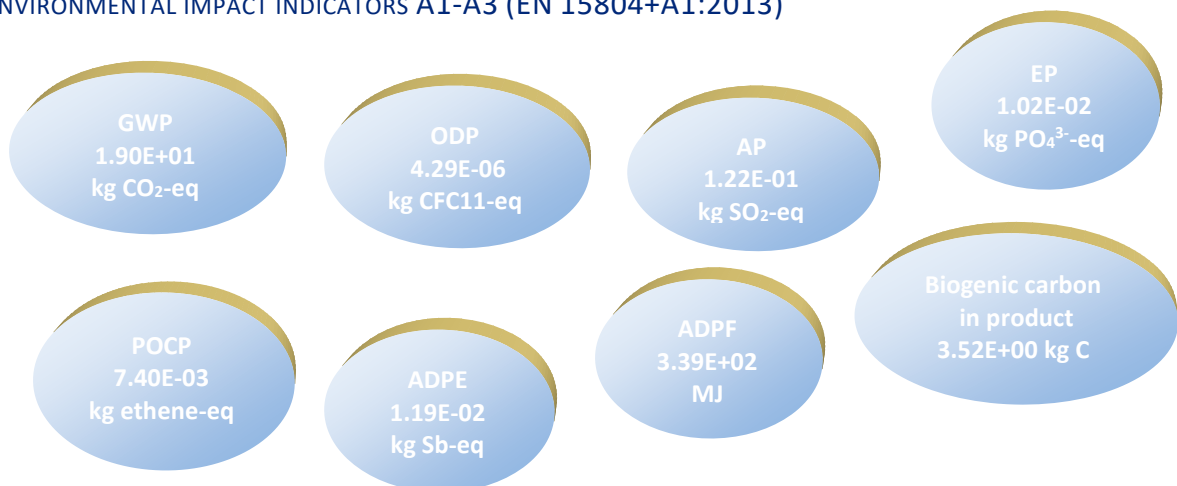 NVIRONMENTAL IMPACT INDICATORS A1-A3 (EN 15804+A1:2013)
GWP
1.90E+01
kg CO₂-eq
ODP
4.29E-06
kg CFC11-eq
AP
1.22E-01
kg SO₂-eq
EP
1.02E-02
kg PO₄³⁻-eq
POCP
7.40E-03
kg ethene-eq
ADPE
1.19E-02
kg Sb-eq
ADPF
3.39E+02
MJ
Biogenic carbon
in product
3.52E+00 kg C